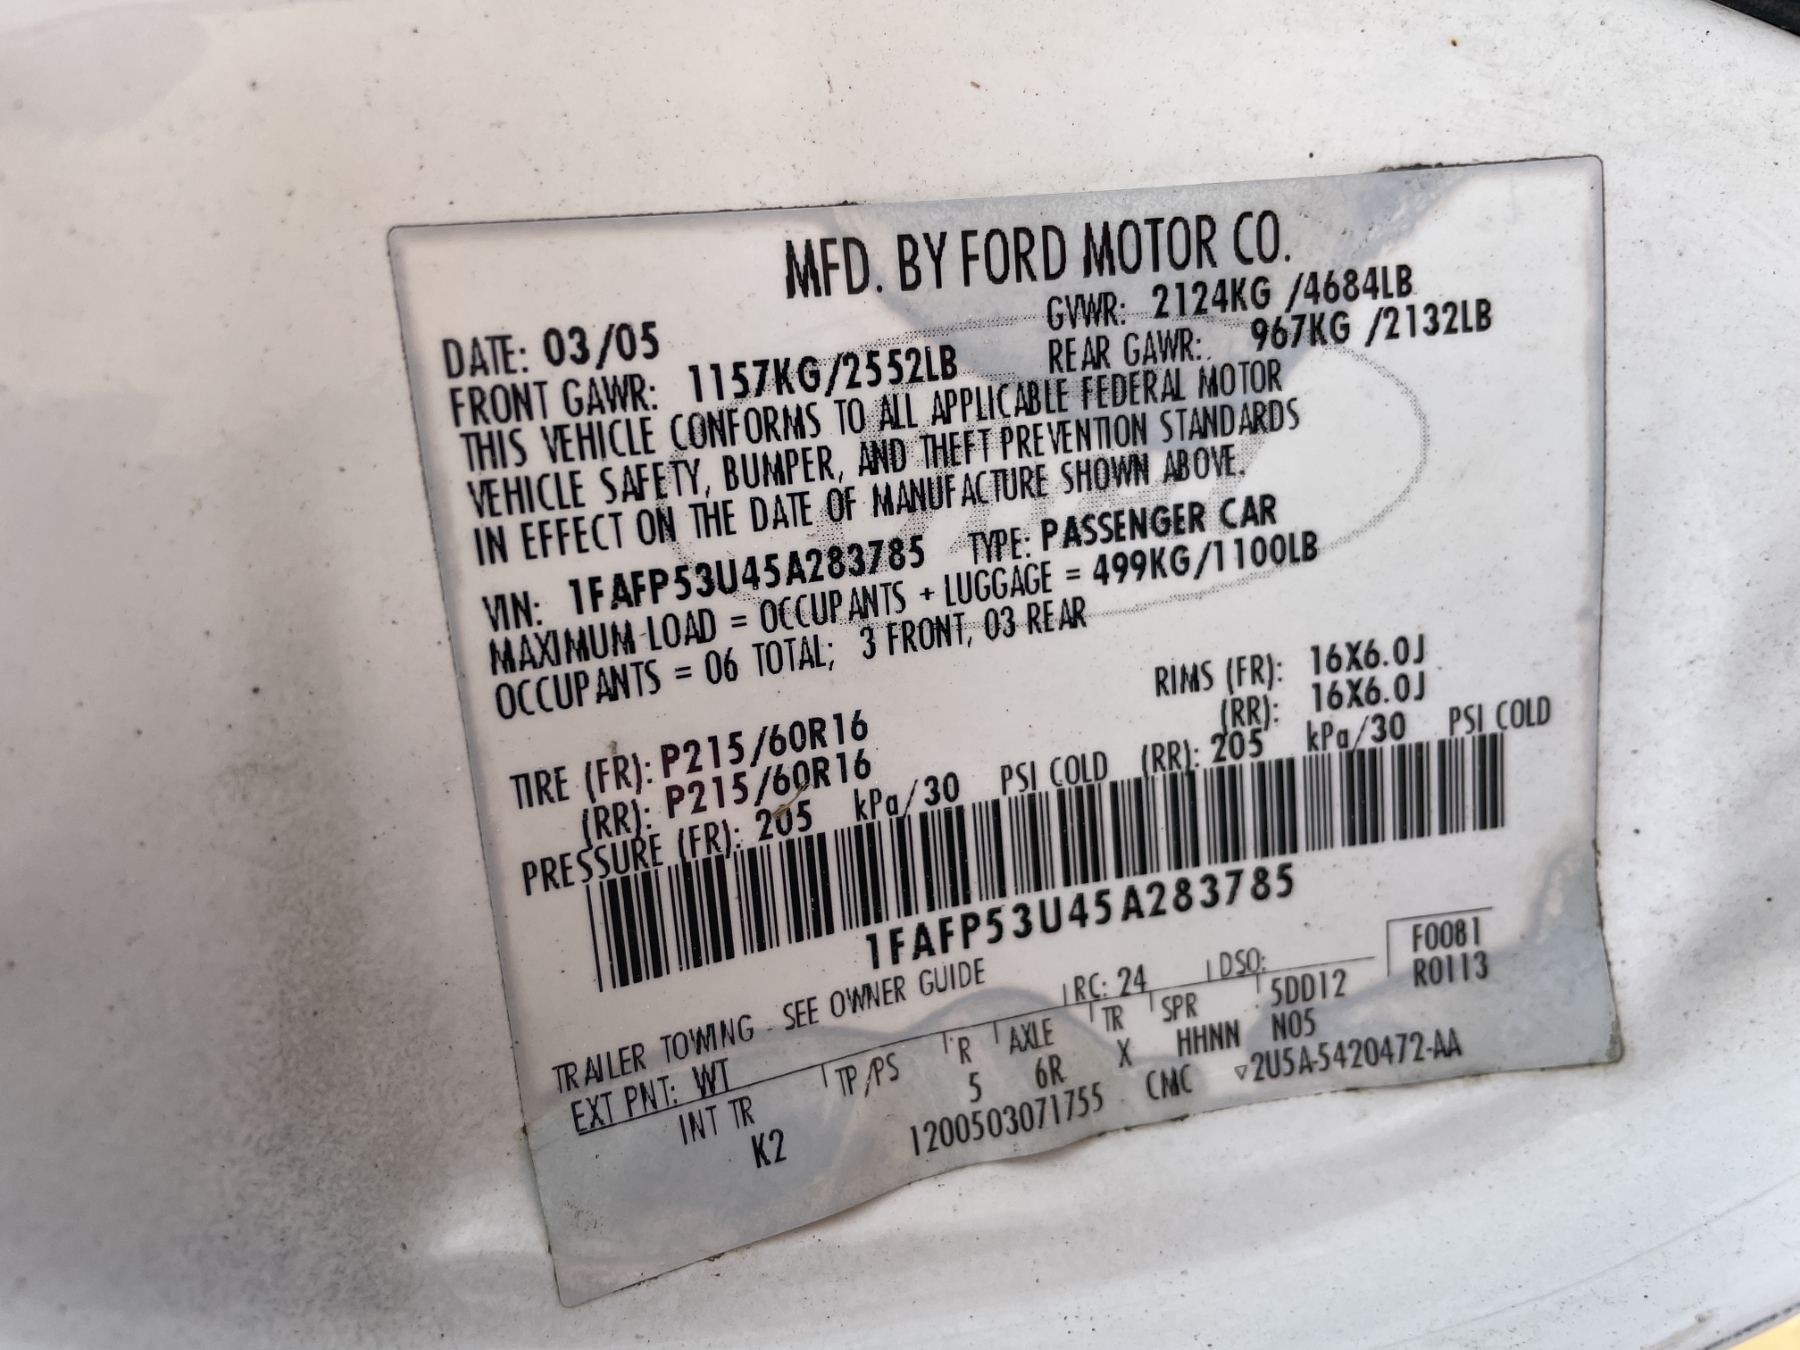 MFD. BY FORD MOTOR CO.
DATE: 03/05 GVWR: 2124KG /4684LB
FRONT GAWR: 1157KG/2552LB REAR GAWR: 967KG /2132LB
THIS VEHICLE CONFORMS TO ALL APPLICABLE FEDERAL MOTOR
VEHICLE SAFETY, BUMPER, AND THEFT PREVENTION STANDARDS
IN EFFECT ON THE DATE OF MANUFACTURE SHOWN ABOVE.
VIN: 1FAFP53U45A283785 TYPE: PASSENGER CAR
MAXIMUM LOAD = OCCUPANTS + LUGGAGE = 499KG/1100LB
OCCUPANTS = 06 TOTAL; 3 FRONT, 03 REAR
TIRE (FR): P215/60R16 RIMS (FR): 16X6.0J
(RR): P215/60R16 (RR): 16X6.0J
PRESSURE (FR): 205 kPa/30 PSI COLD (RR): 205 kPa/30 PSI COLD
1FAFP53U45A283785
TRAILER TOWING - SEE OWNER GUIDE
EXT PNT: WT RC: 24 DSO: F0081
INT TR TP/PS R AXLE TR SPR 5DD12 R0113
K2 5 6R X HHNN N05
1200503071755 CMC ▽2U5A-5420472-AA